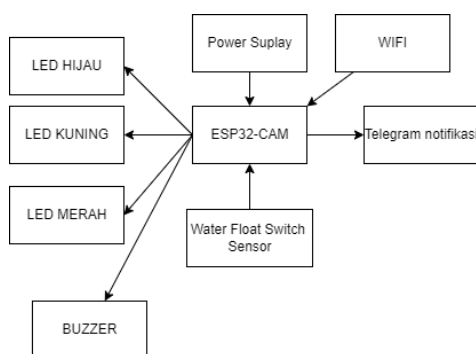 Power Suplay
WIFI
LED HIJAU
LED KUNING
ESP32-CAM
Telegram notifikasi
LED MERAH
Water Float Switch
Sensor
BUZZER